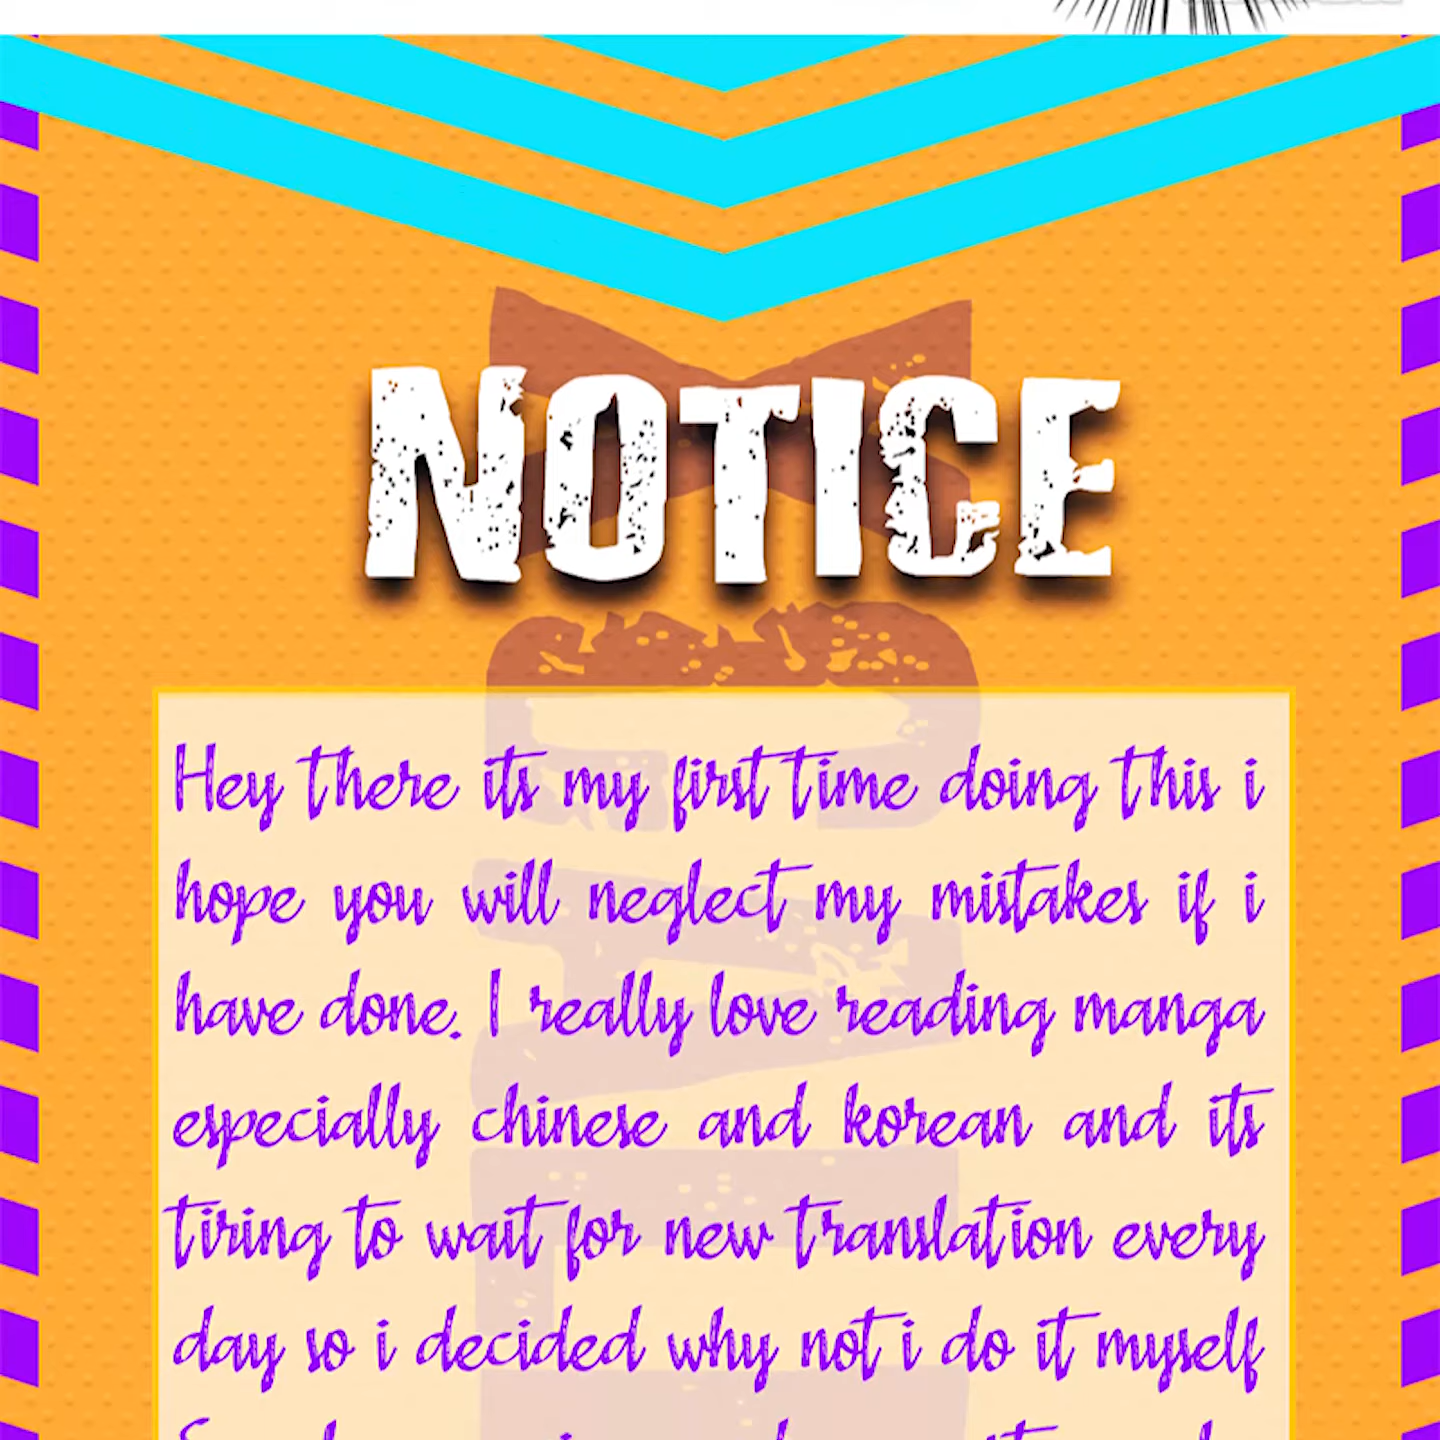 NOTICE
Hey there its my first time doing this i
hope you will neglect my mistakes if i
have done. I really love reading manga
especially chinese and korean and its
tiring to wait for new translation every
day so i decided why not i do it myself